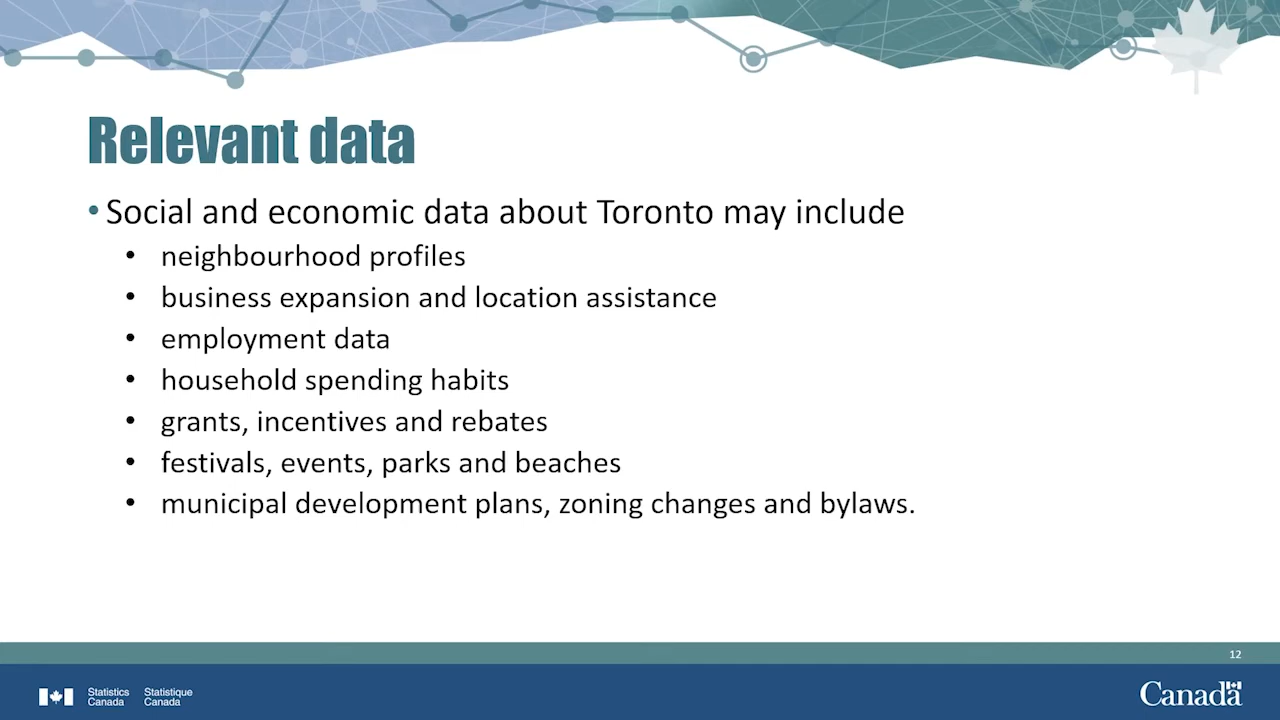 Relevant data
• Social and economic data about Toronto may include
• neighbourhood profiles
• business expansion and location assistance
• employment data
• household spending habits
• grants, incentives and rebates
• festivals, events, parks and beaches
• municipal development plans, zoning changes and bylaws.
12
Statistics Statistique
Canada Canada
Canada